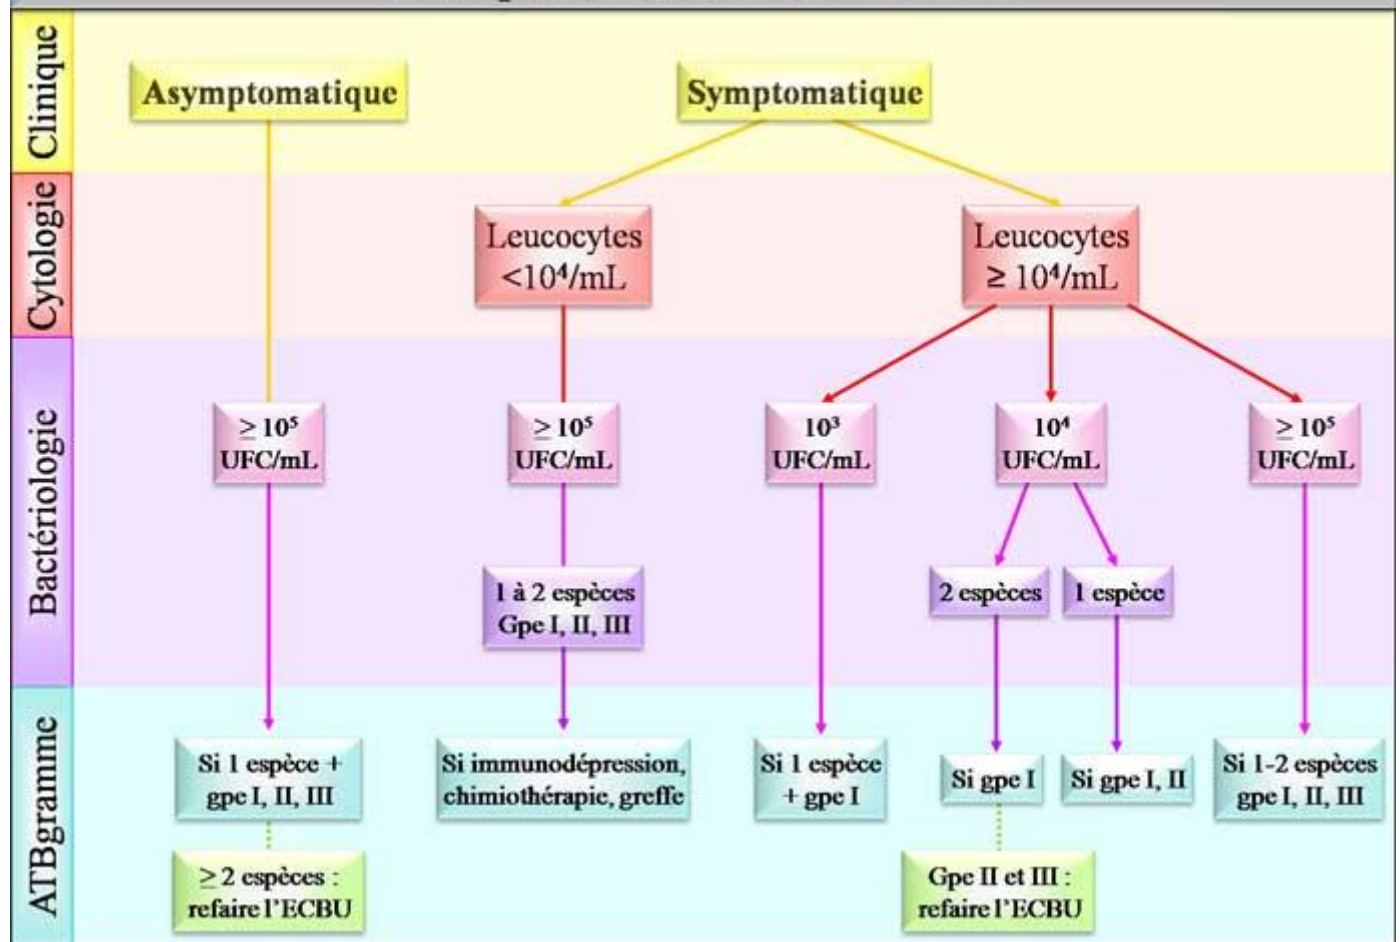 Clinique
Asymptomatique
Symptomatique
Cytologie
Leucocytes
<10⁴/mL
Leucocytes
≥ 10⁴/mL
Bactériologie
≥ 10⁵
UFC/mL
≥ 10⁵
UFC/mL
10³
UFC/mL
10⁴
UFC/mL
≥ 10⁵
UFC/mL
1 à 2 espèces
Gpe I, II, III
2 espèces
1 espèce
ATBgramme
Si 1 espèce +
gpe I, II, III
Si immunodépression,
chimiothérapie, greffe
Si 1 espèce
+ gpe I
Si gpe I
Si gpe I, II
Si 1-2 espèces
gpe I, II, III
≥ 2 espèces :
refaire l’ECBU
Gpe II et III :
refaire l’ECBU